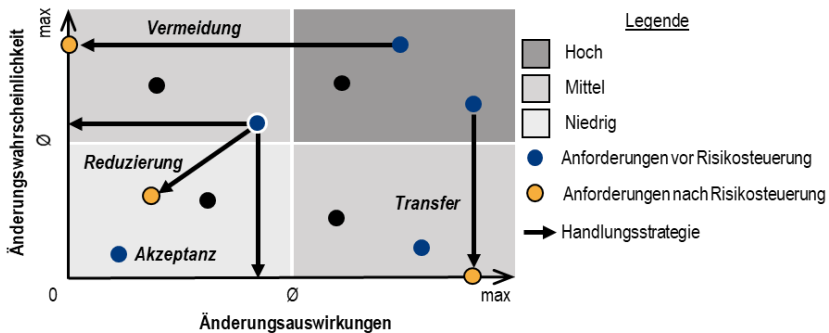 Änderungswahrscheinlichkeit
max
Ø
Vermeidung
Reduzierung
Transfer
Akzeptanz
0
Ø
max
Änderungsauswirkungen
Legende
Hoch
Mittel
Niedrig
Anforderungen vor Risikosteuerung
Anforderungen nach Risikosteuerung
Handlungsstrategie